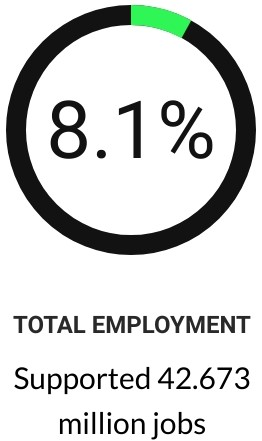 8.1%
TOTAL EMPLOYMENT
Supported 42.673
million jobs